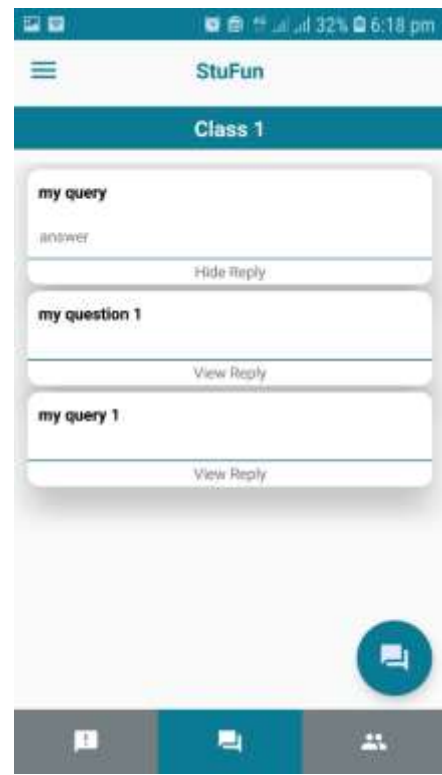 32% 6:18 pm
StuFun
Class 1
my query
answer
Hide Reply
my question 1
View Reply
my query 1
View Reply